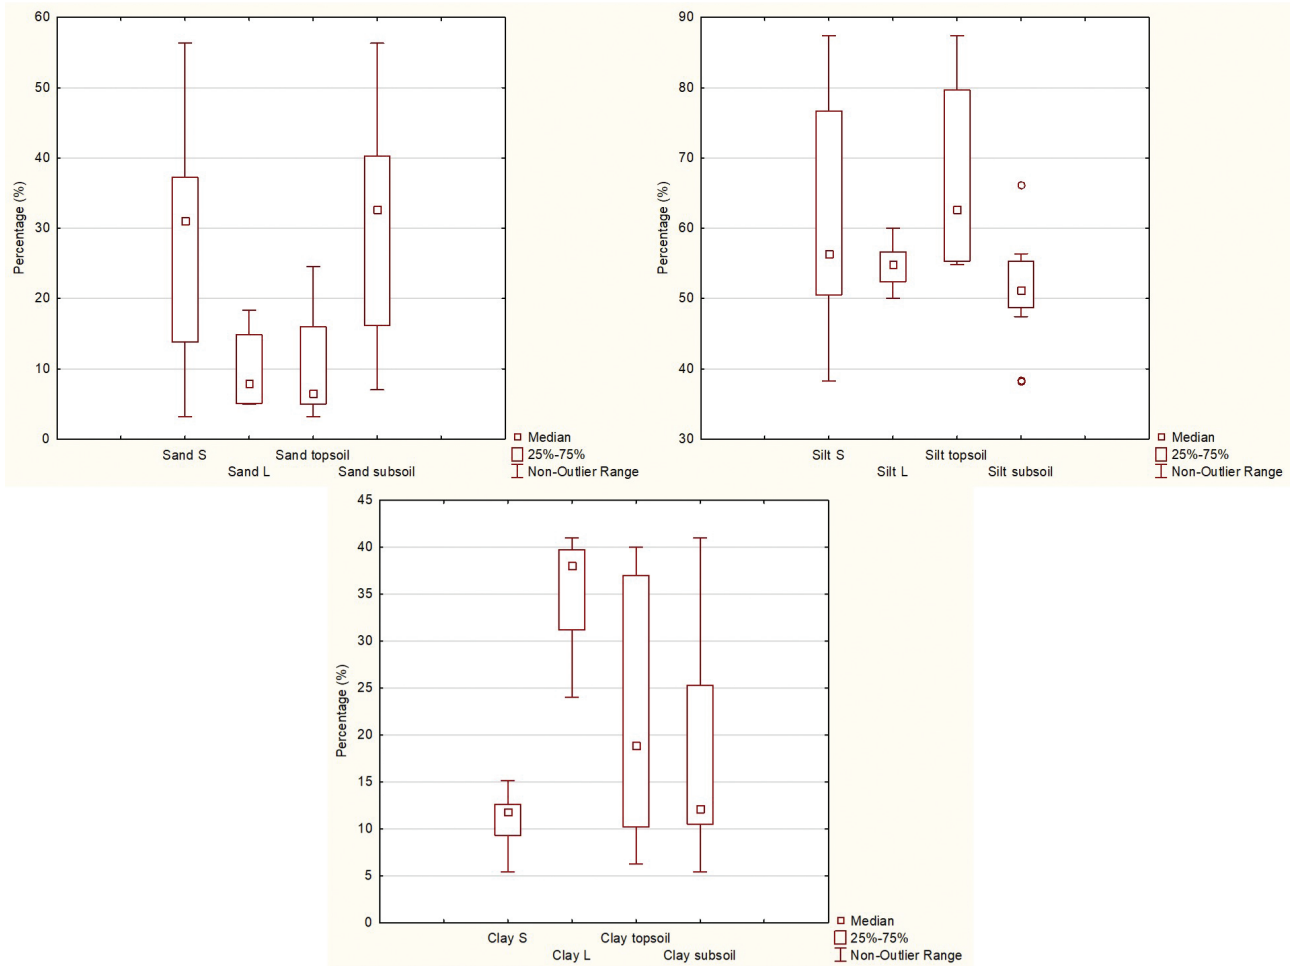 60
50
40
30
20
10
0
Percentage (%)
Sand S Sand topsoil
Sand L Sand subsoil
Median
25%-75%
Non-Outlier Range
90
80
70
60
50
40
30
Percentage (%)
Silt S Silt topsoil
Silt L Silt subsoil
Median
25%-75%
Non-Outlier Range
45
40
35
30
25
20
15
10
5
0
Percentage (%)
Clay S Clay topsoil
Clay L Clay subsoil
Median
25%-75%
Non-Outlier Range